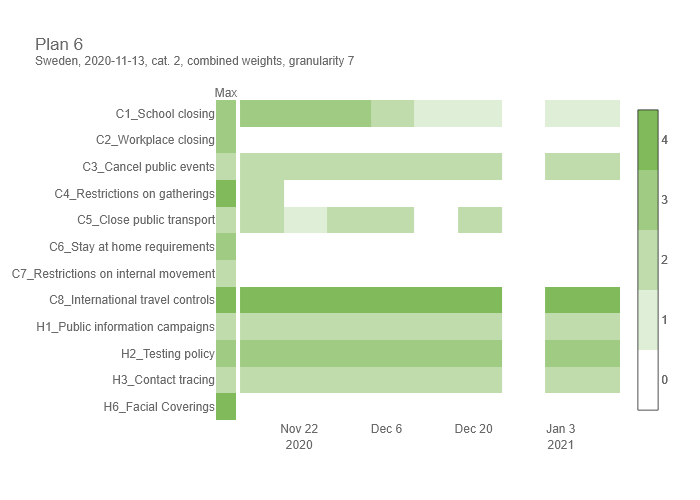 Plan 6
Sweden, 2020-11-13, cat. 2, combined weights, granularity 7
Max
C1_School closing
C2_Workplace closing
C3_Cancel public events
C4_Restrictions on gatherings
C5_Close public transport
C6_Stay at home requirements
C7_Restrictions on internal movement
C8_International travel controls
H1_Public information campaigns
H2_Testing policy
H3_Contact tracing
H6_Facial Coverings
Nov 22 Dec 6 Dec 20 Jan 3
2020 2021
4
3
2
1
0